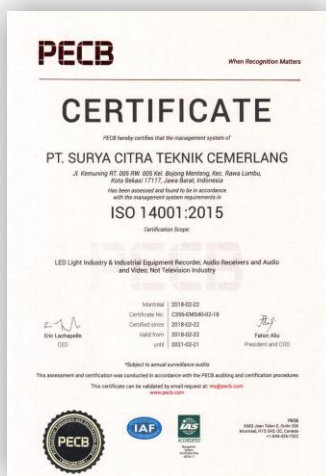 PECB
When Recognition Matters
CERTIFICATE
PECB hereby certifies that the management system of
PT. SURYA CITRA TEKNIK CEMERLANG
Jl. Kemuning RT. 005 RW. 005 Kel. Bojong Menteng, Kec. Rawa Lumbu,
Kota Bekasi 17117, Jawa Barat, Indonesia
Has been assessed and found to be in accordance
with the management system requirements in
ISO 14001:2015
Certification Scope:
LED Light Industry & Industrial Equipment Recorder, Audio Receivers and Audio
and Video, Not Television Industry
Montréal 2018-02-22
Certificate No. C356-EMS40-02-18
Certified since 2018-02-22
Valid from 2018-02-22
until 2021-02-21
Eric Lachapelle
CEO
Faton Aliu
President and COO
*Subject to annual surveillance audits
This assessment and certification was conducted in accordance with the PECB auditing and certification procedures
This certificate can be validated by email request at: ms@pecb.com
www.pecb.com
PECB
IAF
IAS
ACCREDITED
PECB
Montreal,
Canada